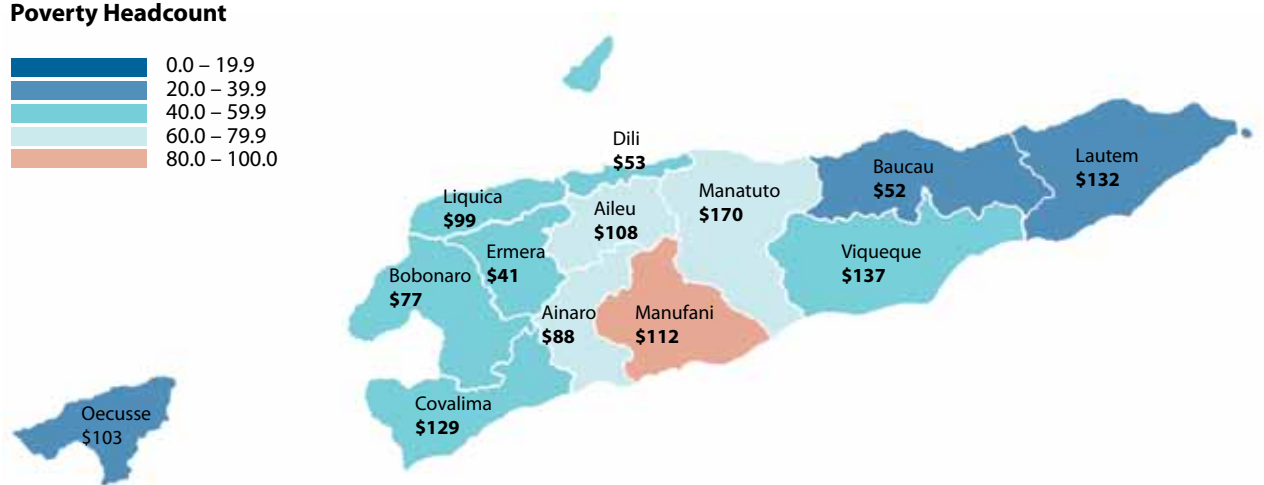 Poverty Headcount
0.0 – 19.9
20.0 – 39.9
40.0 – 59.9
60.0 – 79.9
80.0 – 100.0
Dili
$53
Liquica
$99
Aileu
$108
Manatuto
$170
Baucau
$52
Lautem
$132
Ermera
$41
Viqueque
$137
Bobonaro
$77
Ainaro
$88
Manufani
$112
Covalima
$129
Oecusse
$103